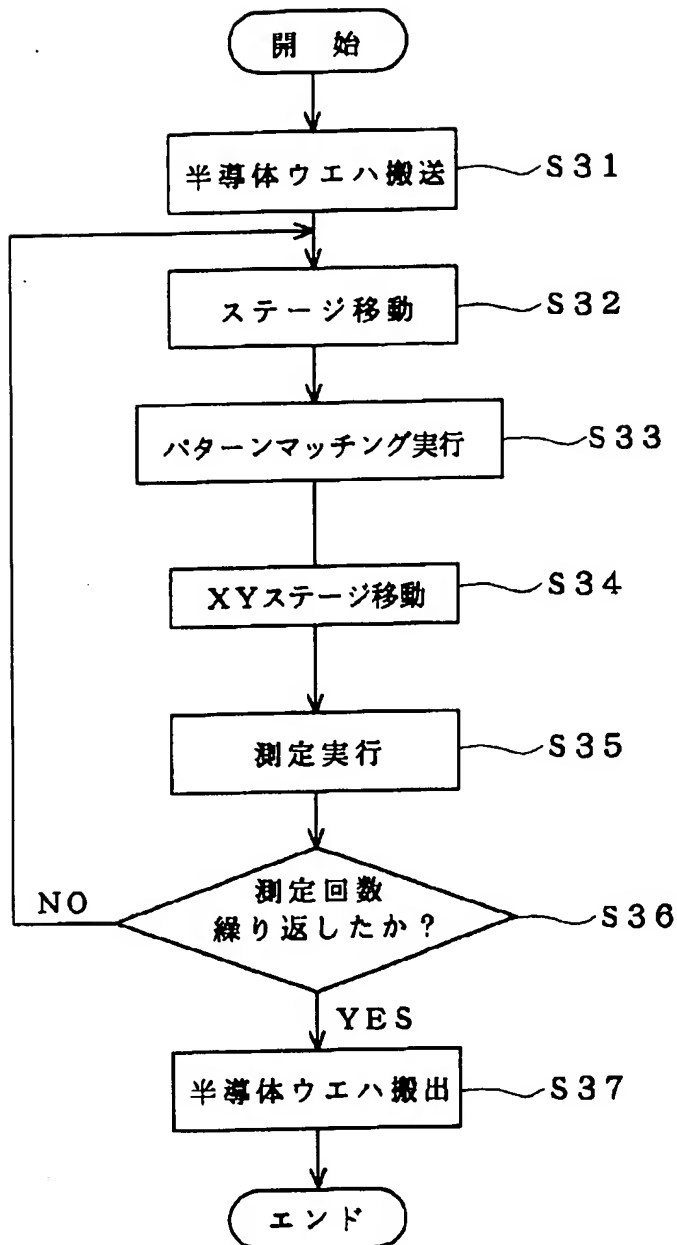 開 始
半導体ウエハ搬送
S31
ステージ移動
S32
パターンマッチング実行
S33
XYステージ移動
S34
測定実行
S35
測定回数
繰り返したか？
S36
NO
YES
半導体ウエハ搬出
S37
エンド